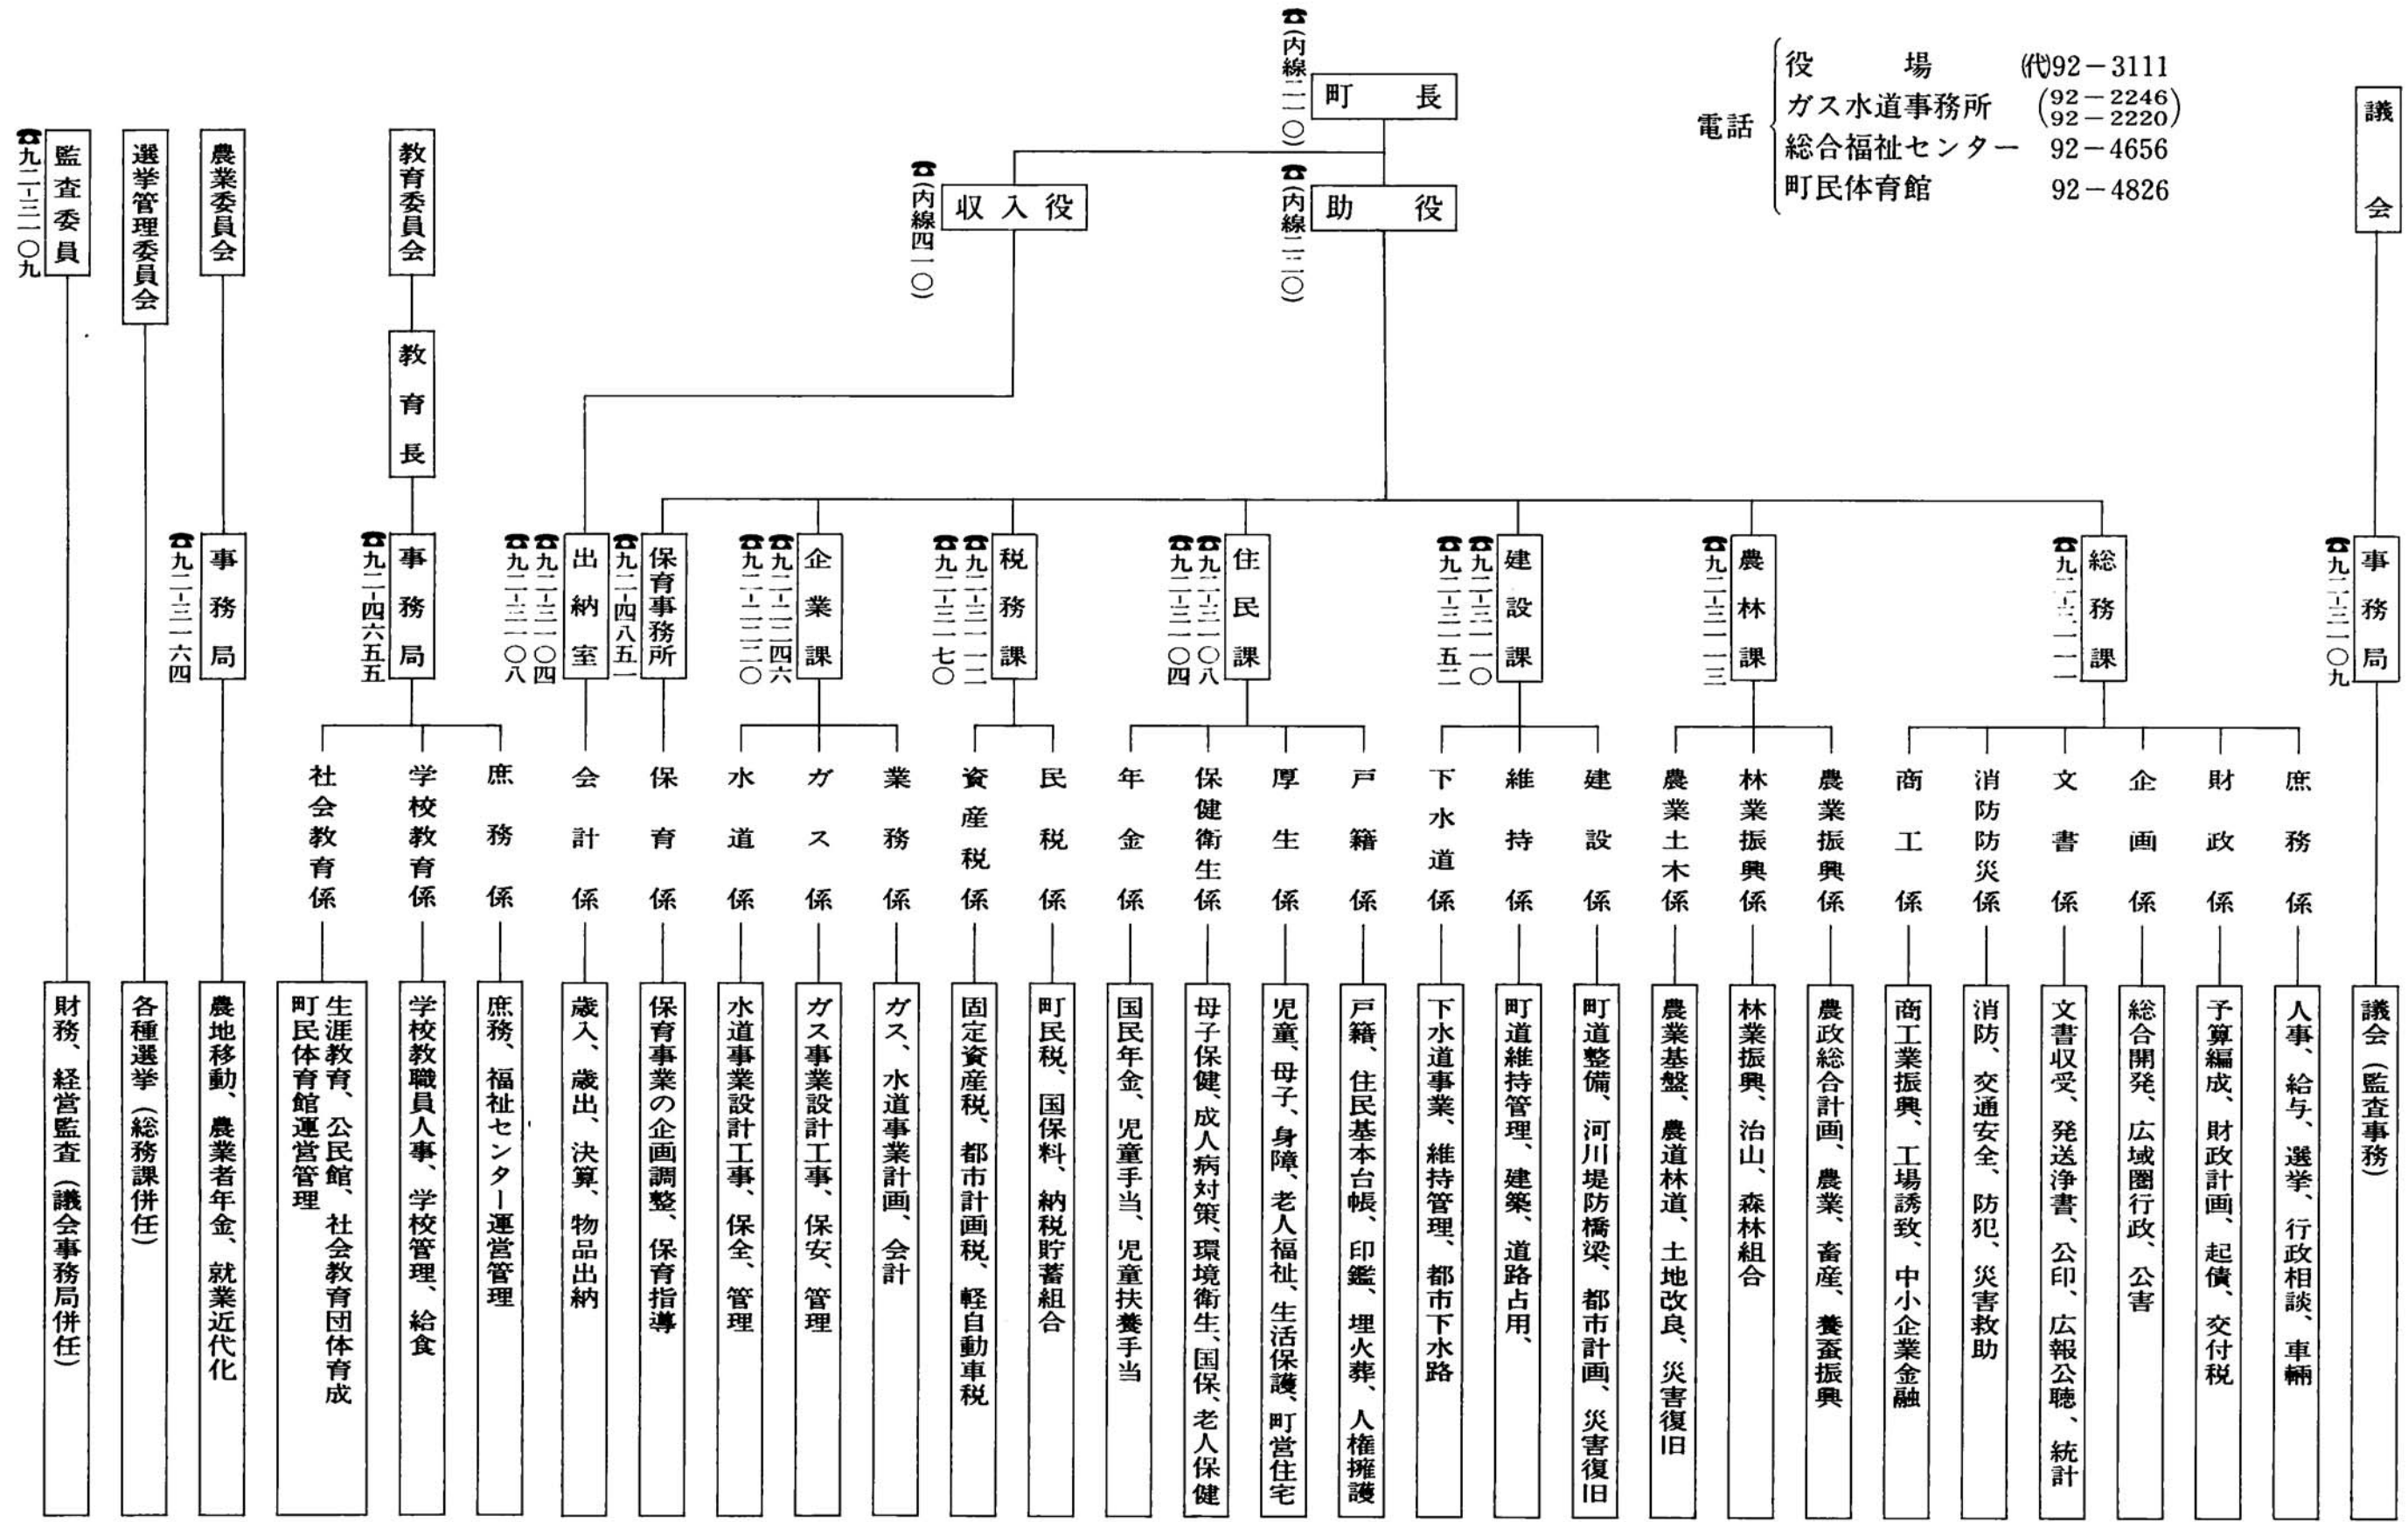 電話
役場 (代)92－3111
ガス水道事務所 (92－2246
92－2220)
総合福祉センター 92－4656
町民体育館 92－4826
町長
☎(内線二一〇)
助役
☎(内線二二〇)
収入役
☎(内線四一〇)
議会
教育委員会
農業委員会
選挙管理委員会
監査委員
☎九二-三一〇九
教育長
事務局
☎九二-三一〇九
総務課
☎九二-三一一一
農林課
☎九二-三一一三
建設課
☎九二-三一一〇
☎九二-三一五二
住民課
☎九二-三一〇八
☎九二-三一〇四
税務課
☎九二-三一一二
☎九二-三一七〇
企業課
☎九二-二二四六
☎九二-二二二〇
保育事務所
☎九二-四八五一
出納室
☎九二-三一〇四
☎九二-三一〇八
事務局
☎九二-四六五五
事務局
☎九二-三一六四
庶務係
財政係
企画係
文書係
消防防災係
商工係
農業振興係
林業振興係
農業土木係
建設係
維持係
下水道係
戸籍係
厚生係
保健衛生係
年金係
民税係
資産税係
業務係
ガス係
水道係
保育係
会計係
庶務係
学校教育係
社会教育係
議会（監査事務）
人事、給与、選挙、行政相談、車輛
予算編成、財政計画、起債、交付税
総合開発、広域圏行政、公害
文書収受、発送浄書、公印、広報公聴、統計
消防、交通安全、防犯、災害救助
商工業振興、工場誘致、中小企業金融
農政総合計画、農業、畜産、養蚕振興
林業振興、治山、森林組合
農業基盤、農道林道、土地改良、災害復旧
町道整備、河川堤防橋梁、都市計画、災害復旧
町道維持管理、建築、道路占用、
下水道事業、維持管理、都市下水路
戸籍、住民基本台帳、印鑑、埋火葬、人権擁護
児童、母子、身障、老人福祉、生活保護、町営住宅
母子保健、成人病対策、環境衛生、国保、老人保健
国民年金、児童手当、児童扶養手当
町民税、国保料、納税貯蓄組合
固定資産税、都市計画税、軽自動車税
ガス、水道事業計画、会計
ガス事業設計工事、保安、管理
水道事業設計工事、保全、管理
保育事業の企画調整、保育指導
歳入、歳出、決算、物品出納
庶務、福祉センター運営管理
学校教職員人事、学校管理、給食
生涯教育、公民館、社会教育団体育成
町民体育館運営管理
農地移動、農業者年金、就業近代化
各種選挙（総務課併任）
財務、経営監査（議会事務局併任）